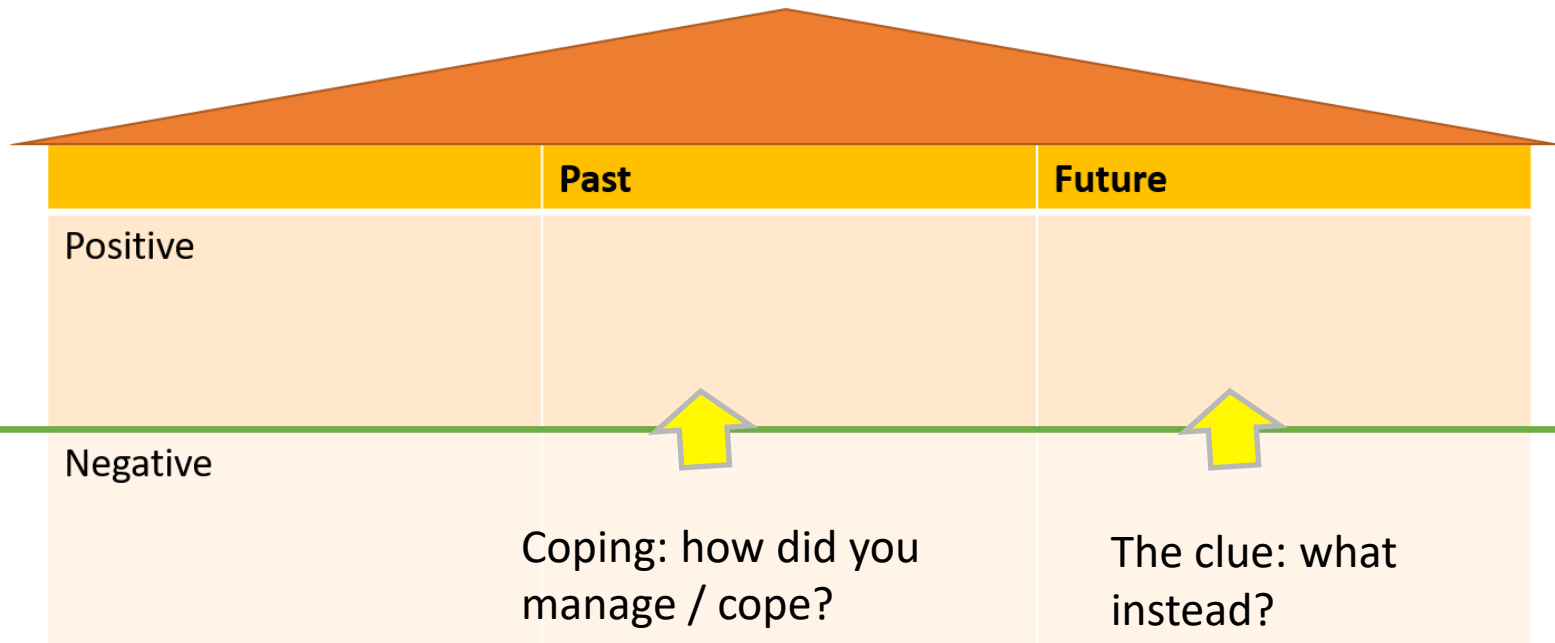 Past
Future
Positive
Negative
Coping: how did you
manage / cope?
The clue: what
instead?